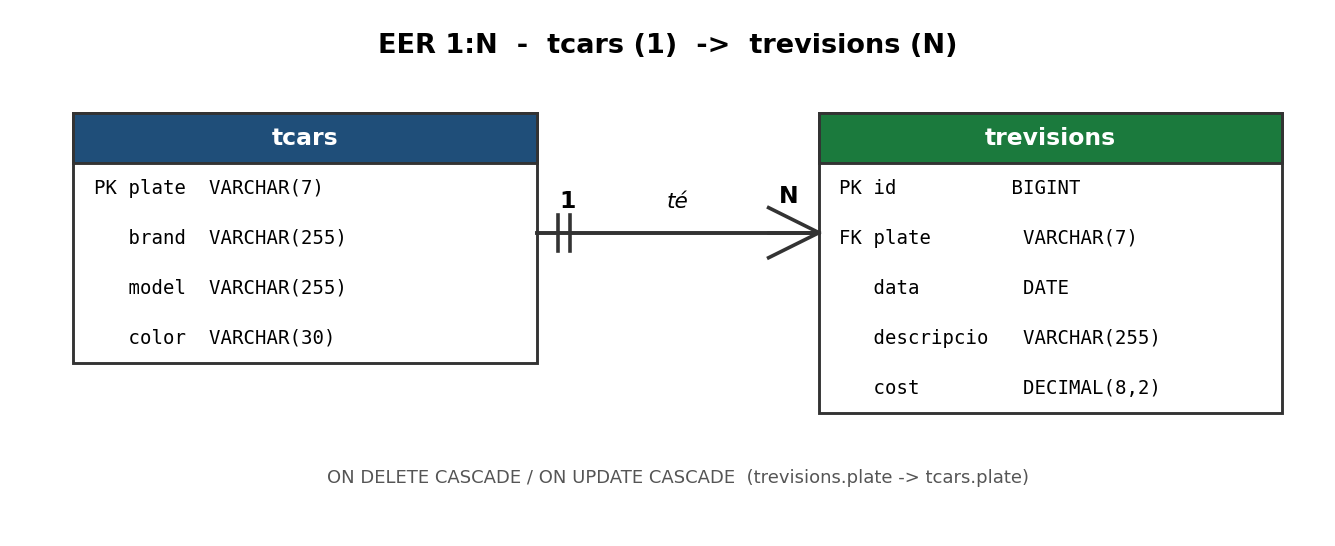 EER 1:N - tcars (1) -> trevisions (N)
tcars
PK plate VARCHAR(7)
brand VARCHAR(255)
model VARCHAR(255)
color VARCHAR(30)
1
té
N
trevisions
PK id BIGINT
FK plate VARCHAR(7)
data DATE
descripcio VARCHAR(255)
cost DECIMAL(8,2)
ON DELETE CASCADE / ON UPDATE CASCADE (trevisions.plate -> tcars.plate)